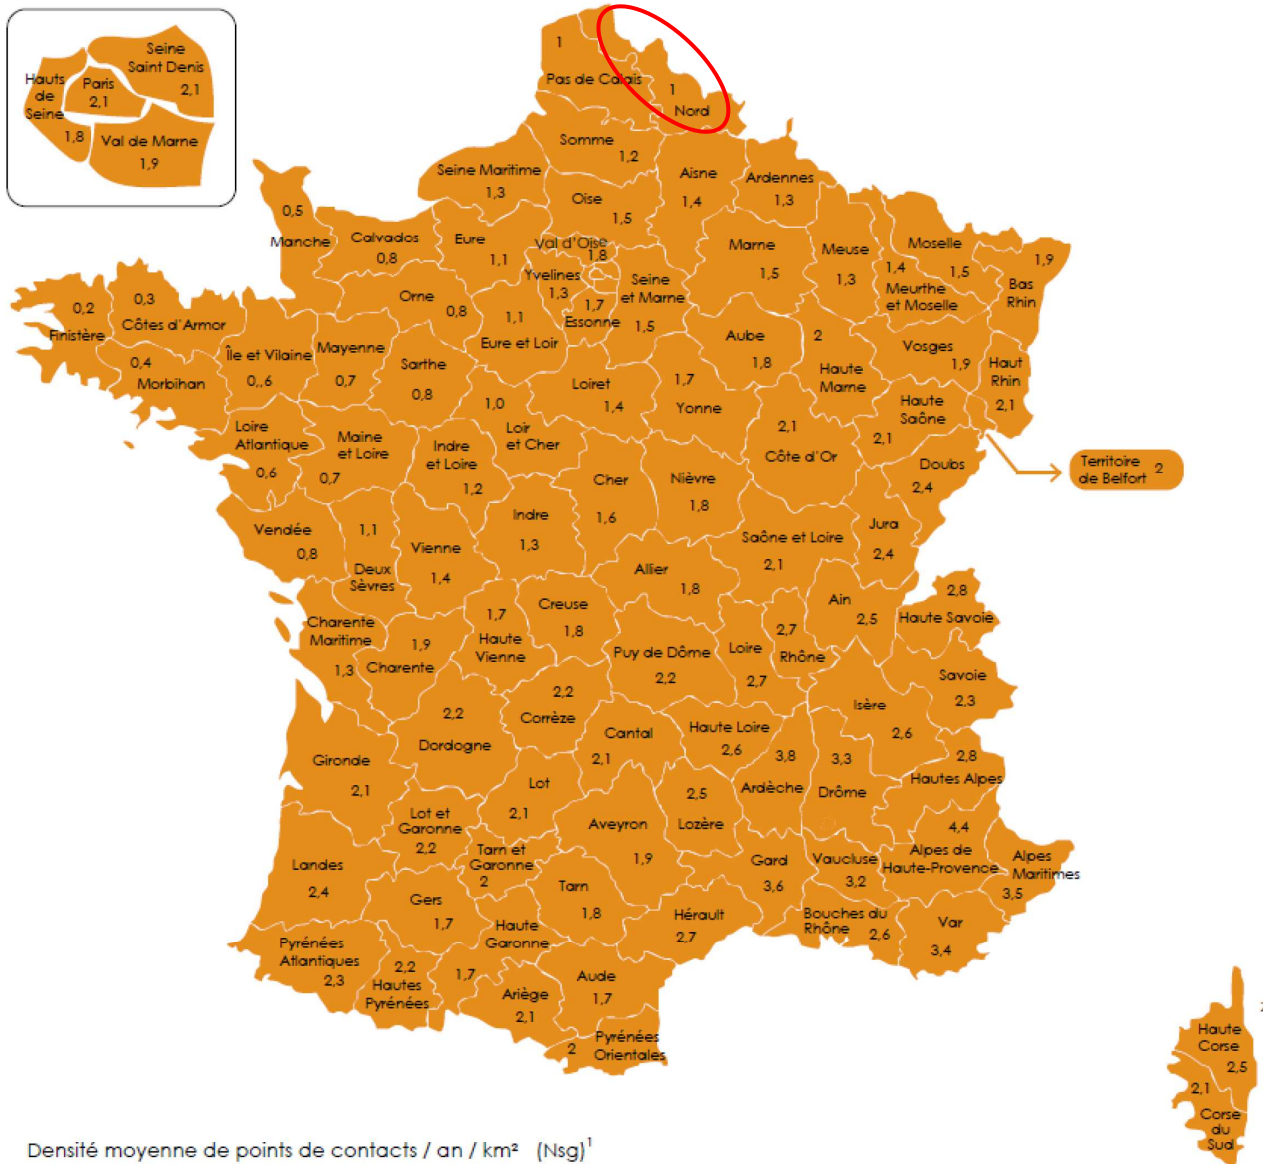 Seine
Saint Denis
2,1
Hauts
de
Seine
1,8
Paris
2,1
Val de Marne
1,9
1
Pas de Calais
1
Nord
Somme
1,2
Seine Maritime
1,3
Oise
1,5
Aisne
1,4
Ardennes
1,3
0,5
Manche
Calvados
0,8
Eure
1,1
Val d'Oise
1,8
Yvelines
1,3
1,7
Essonne
Seine
et Marne
1,5
Marne
1,5
Meuse
1,3
Moselle
1,5
1,4
Meurthe
et Moselle
1,9
Bas
Rhin
0,2
Finistère
0,3
Côtes d'Armor
0,4
Morbihan
Île et Vilaine
0,,6
Mayenne
0,7
Orne
0,8
Sarthe
0,8
1,1
Eure et Loir
Loiret
1,4
1,7
Yonne
Aube
1,8
2
Haute
Marne
Vosges
1,9
Haut
Rhin
2,1
Haute
Saône
2,1
Territoire
de Belfort
2
Loire
Atlantique
0,6
Maine
et Loire
0,7
Indre
et Loire
1,2
1,0
Loir
et Cher
Cher
1,6
Nièvre
1,8
2,1
Côte d'Or
Doubs
2,4
Jura
2,4
Vendée
0,8
1,1
Deux
Sèvres
Vienne
1,4
Indre
1,3
Allier
1,8
Saône et Loire
2,1
Ain
2,5
2,8
Haute Savoie
Charente
Maritime
1,3
1,9
Charente
1,7
Haute
Vienne
Creuse
1,8
Puy de Dôme
2,2
Loire
2,7
2,7
Rhône
Savoie
2,3
Isère
2,6
Gironde
2,1
2,2
Dordogne
2,2
Corrèze
Cantal
2,1
Haute Loire
2,6
3,8
Ardèche
3,3
Drôme
2,8
Hautes Alpes
Lot et
Garonne
2,2
Lot
2,1
Aveyron
1,9
2,5
Lozère
Gard
3,6
Vaucluse
3,2
4,4
Alpes de
Haute-Provence
Alpes
Maritimes
3,5
Landes
2,4
Gers
1,7
Tarn et
Garonne
2
Tarn
1,8
Hérault
2,7
Bouches du
Rhône
2,6
Var
3,4
Pyrénées
Atlantiques
2,3
2,2
Hautes
Pyrénées
Haute
Garonne
1,7
Ariège
2,1
Aude
1,7
2
Pyrénées
Orientales
Haute
Corse
2,5
2,1
Corse
du
Sud
Densité moyenne de points de contacts / an / km² (Nsg)¹